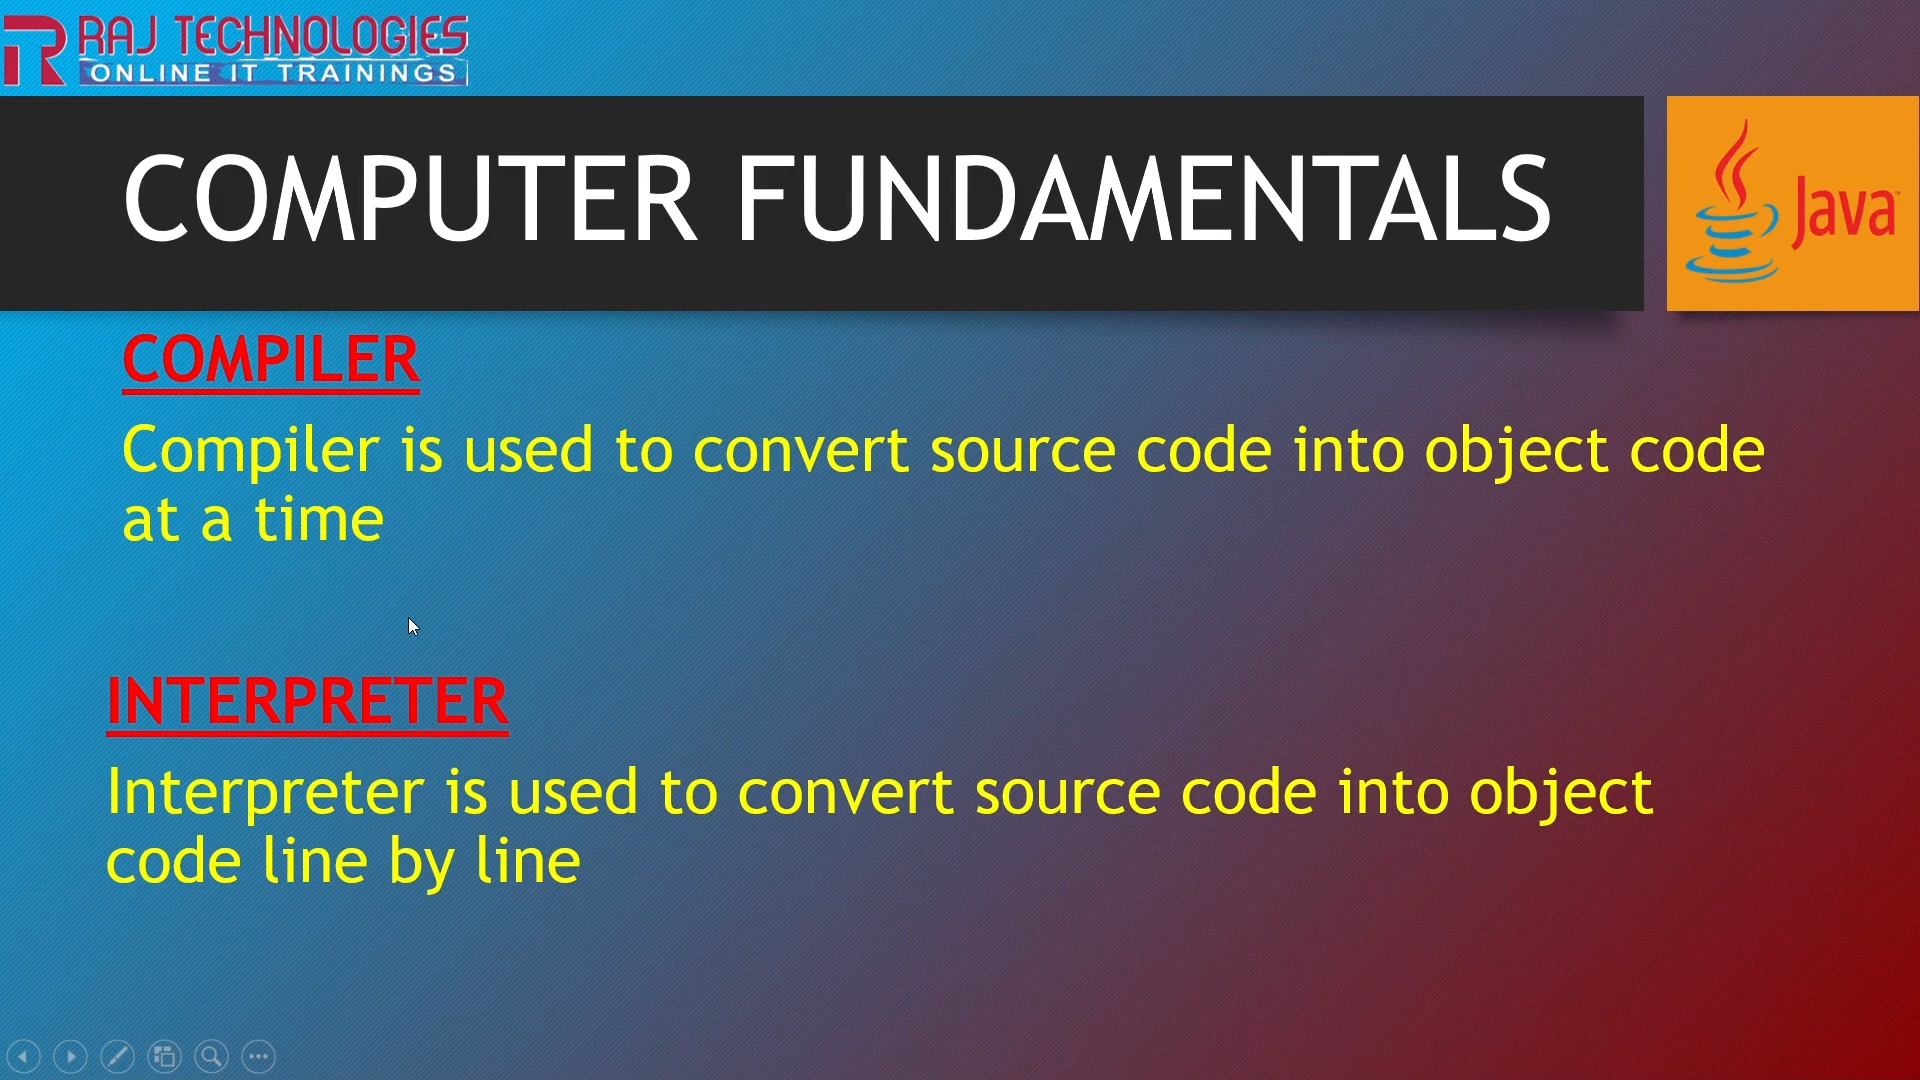 RAJ TECHNOLOGIES
ONLINE IT TRAININGS
COMPUTER FUNDAMENTALS
Java™
COMPILER
Compiler is used to convert source code into object code
at a time
INTERPRETER
Interpreter is used to convert source code into object
code line by line